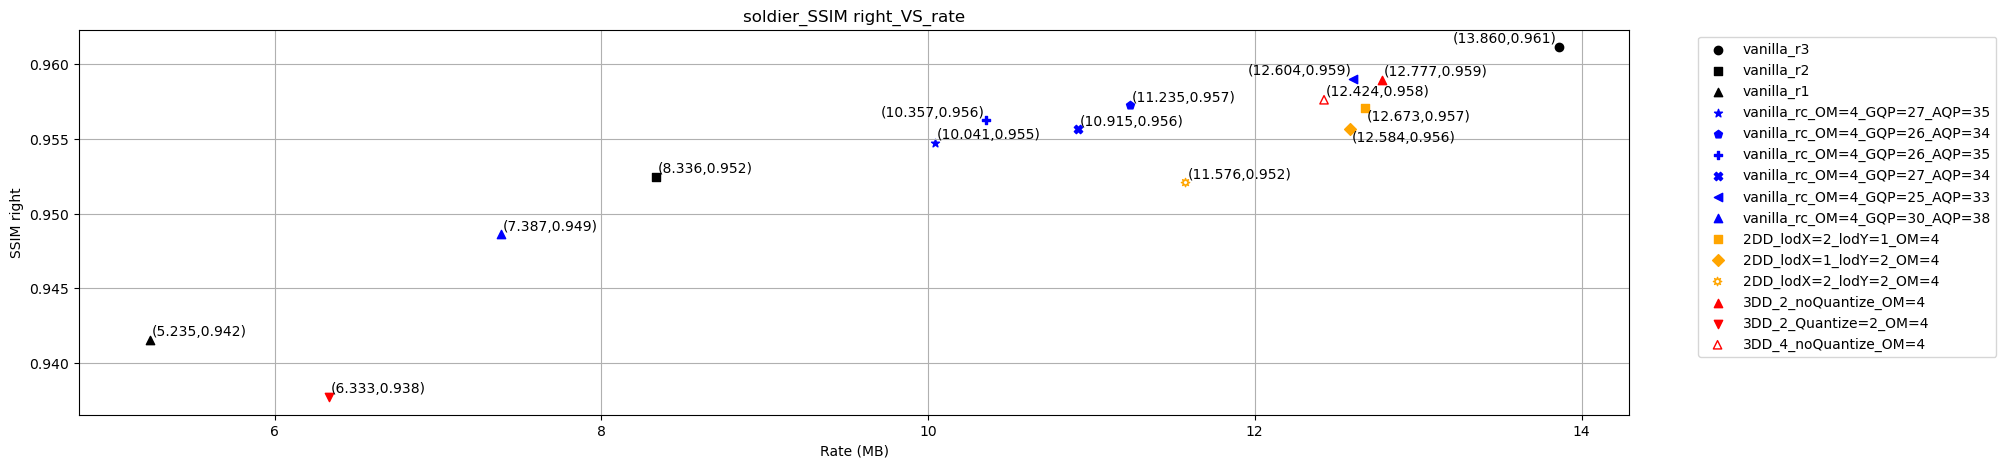 soldier_SSIM right_VS_rate
SSIM right
0.960
0.955
0.950
0.945
0.940
(13.860,0.961)
(12.604,0.959)
(12.777,0.959)
(12.424,0.958)
(11.235,0.957)
(10.357,0.956)
(12.673,0.957)
(10.915,0.956)
(10.041,0.955)
(12.584,0.956)
(8.336,0.952)
(11.576,0.952)
(7.387,0.949)
(5.235,0.942)
(6.333,0.938)
6
8
10
12
14
Rate (MB)
vanilla_r3
vanilla_r2
vanilla_r1
vanilla_rc_OM=4_GQP=27_AQP=35
vanilla_rc_OM=4_GQP=26_AQP=34
vanilla_rc_OM=4_GQP=26_AQP=35
vanilla_rc_OM=4_GQP=27_AQP=34
vanilla_rc_OM=4_GQP=25_AQP=33
vanilla_rc_OM=4_GQP=30_AQP=38
2DD_lodX=2_lodY=1_OM=4
2DD_lodX=1_lodY=2_OM=4
2DD_lodX=2_lodY=2_OM=4
3DD_2_noQuantize_OM=4
3DD_2_Quantize=2_OM=4
3DD_4_noQuantize_OM=4